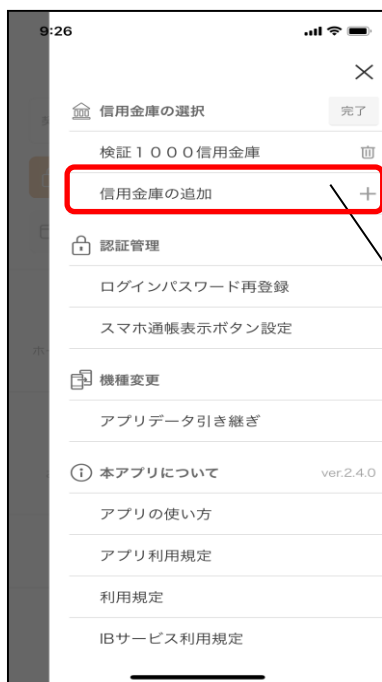 9:26
信用金庫の選択
完了
検証１０００信用金庫
信用金庫の追加
認証管理
ログインパスワード再登録
スマホ通帳表示ボタン設定
機種変更
アプリデータ引き継ぎ
本アプリについて
ver.2.4.0
アプリの使い方
アプリ利用規定
利用規定
IBサービス利用規定